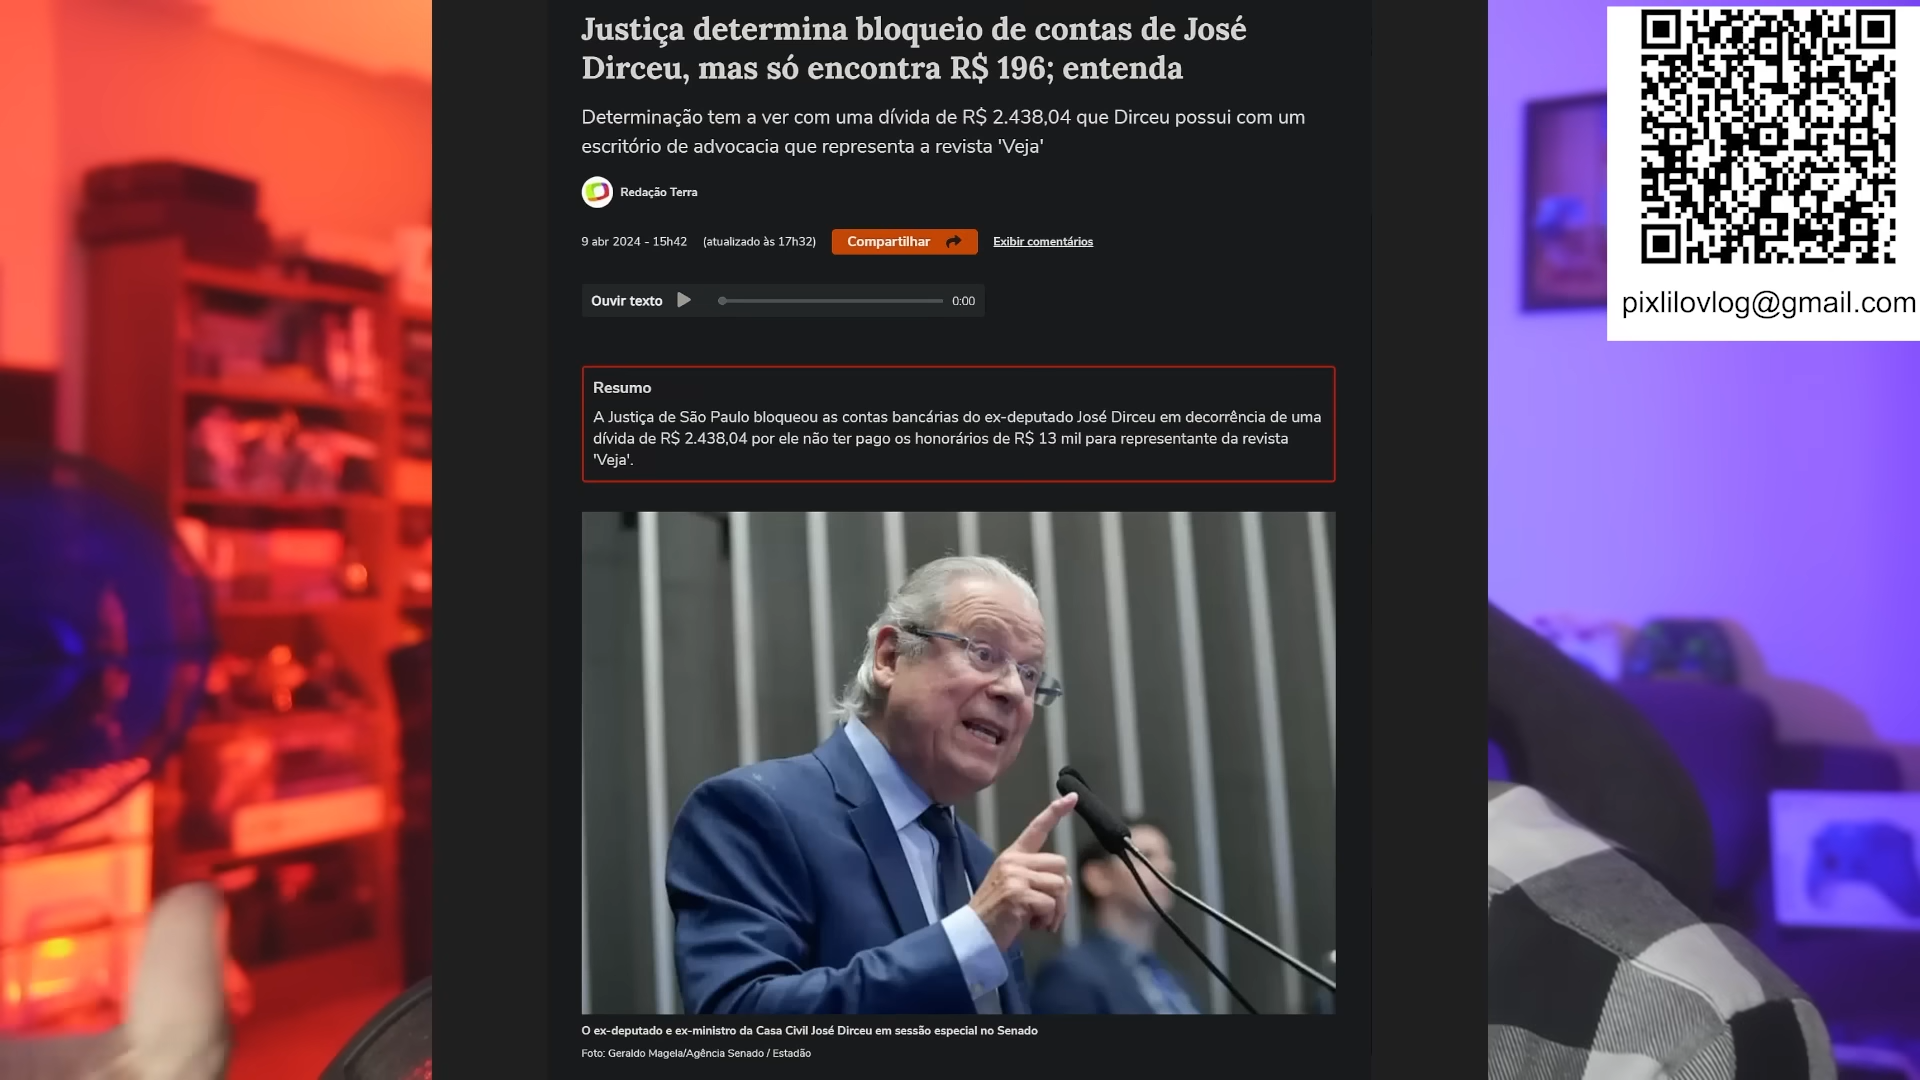 Justiça determina bloqueio de contas de José
Dirceu, mas só encontra R$ 196; entenda
Determinação tem a ver com uma dívida de R$ 2.438,04 que Dirceu possui com um
escritório de advocacia que representa a revista 'Veja'
Redação Terra
9 abr 2024 - 15h42 (atualizado às 17h32) Compartilhar Exibir comentários
Ouvir texto 0:00
Resumo
A Justiça de São Paulo bloqueou as contas bancárias do ex-deputado José Dirceu em decorrência de uma
dívida de R$ 2.438,04 por ele não ter pago os honorários de R$ 13 mil para representante da revista
'Veja'.
O ex-deputado e ex-ministro da Casa Civil José Dirceu em sessão especial no Senado
Foto: Geraldo Magela/Agência Senado / Estadão
pixlilovlog@gmail.com